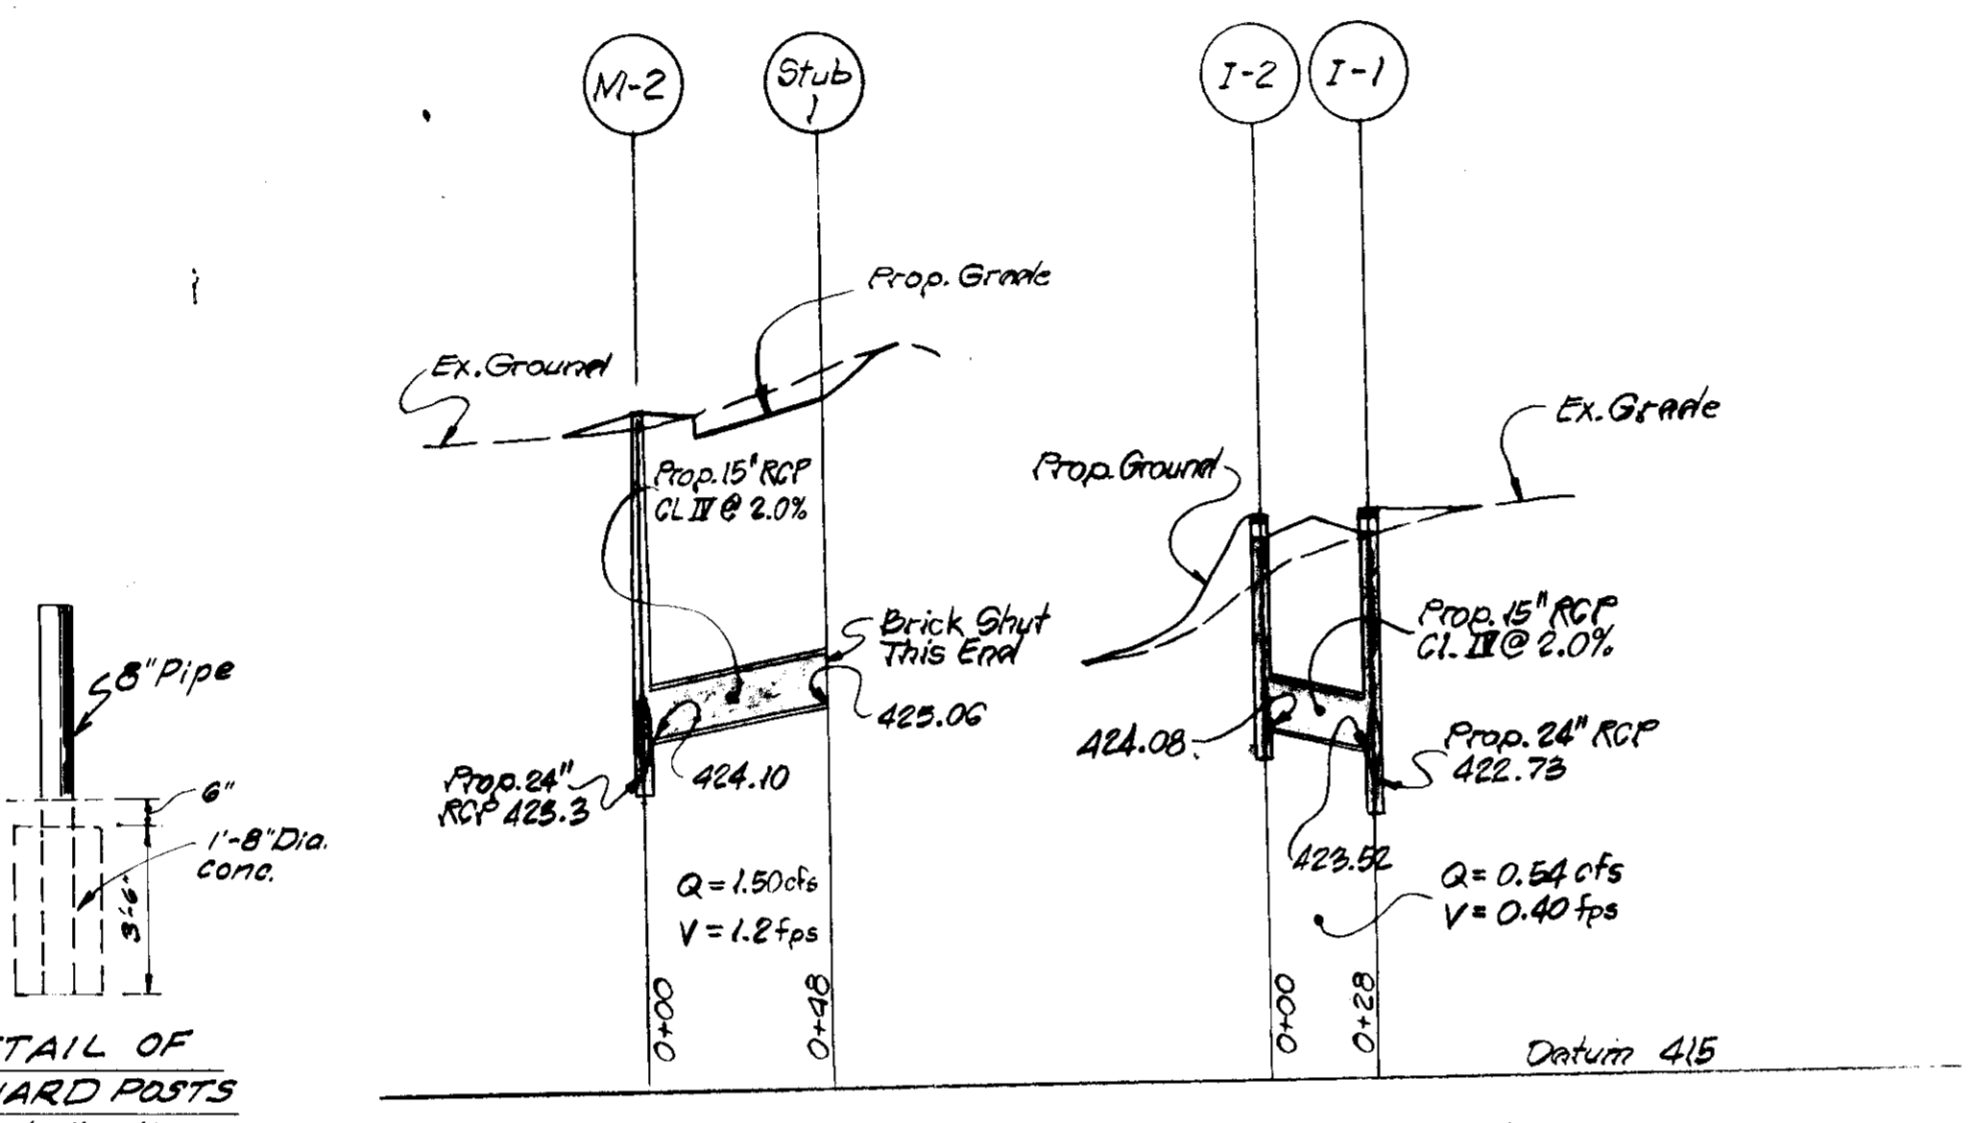 M-2
Stub
1
I-2
I-1
Prop. Grade
Ex. Ground
Prop. 15" RCP
CL IV @ 2.0%
Brick Shut
This End
425.06
424.10
Prop. 24"
RCP 423.3
Q = 1.50 cfs
V = 1.2 fps
0+00
0+48
Ex. Grade
Prop. Ground
Prop. 15" RCP
Cl. IV @ 2.0%
424.08
Prop. 24" RCP
422.73
423.52
Q = 0.54 cfs
V = 0.40 fps
0+00
0+28
Datum 415
8" Pipe
6"
1'-8" Dia.
conc.
3'-6"
TAIL OF
ARD POSTS